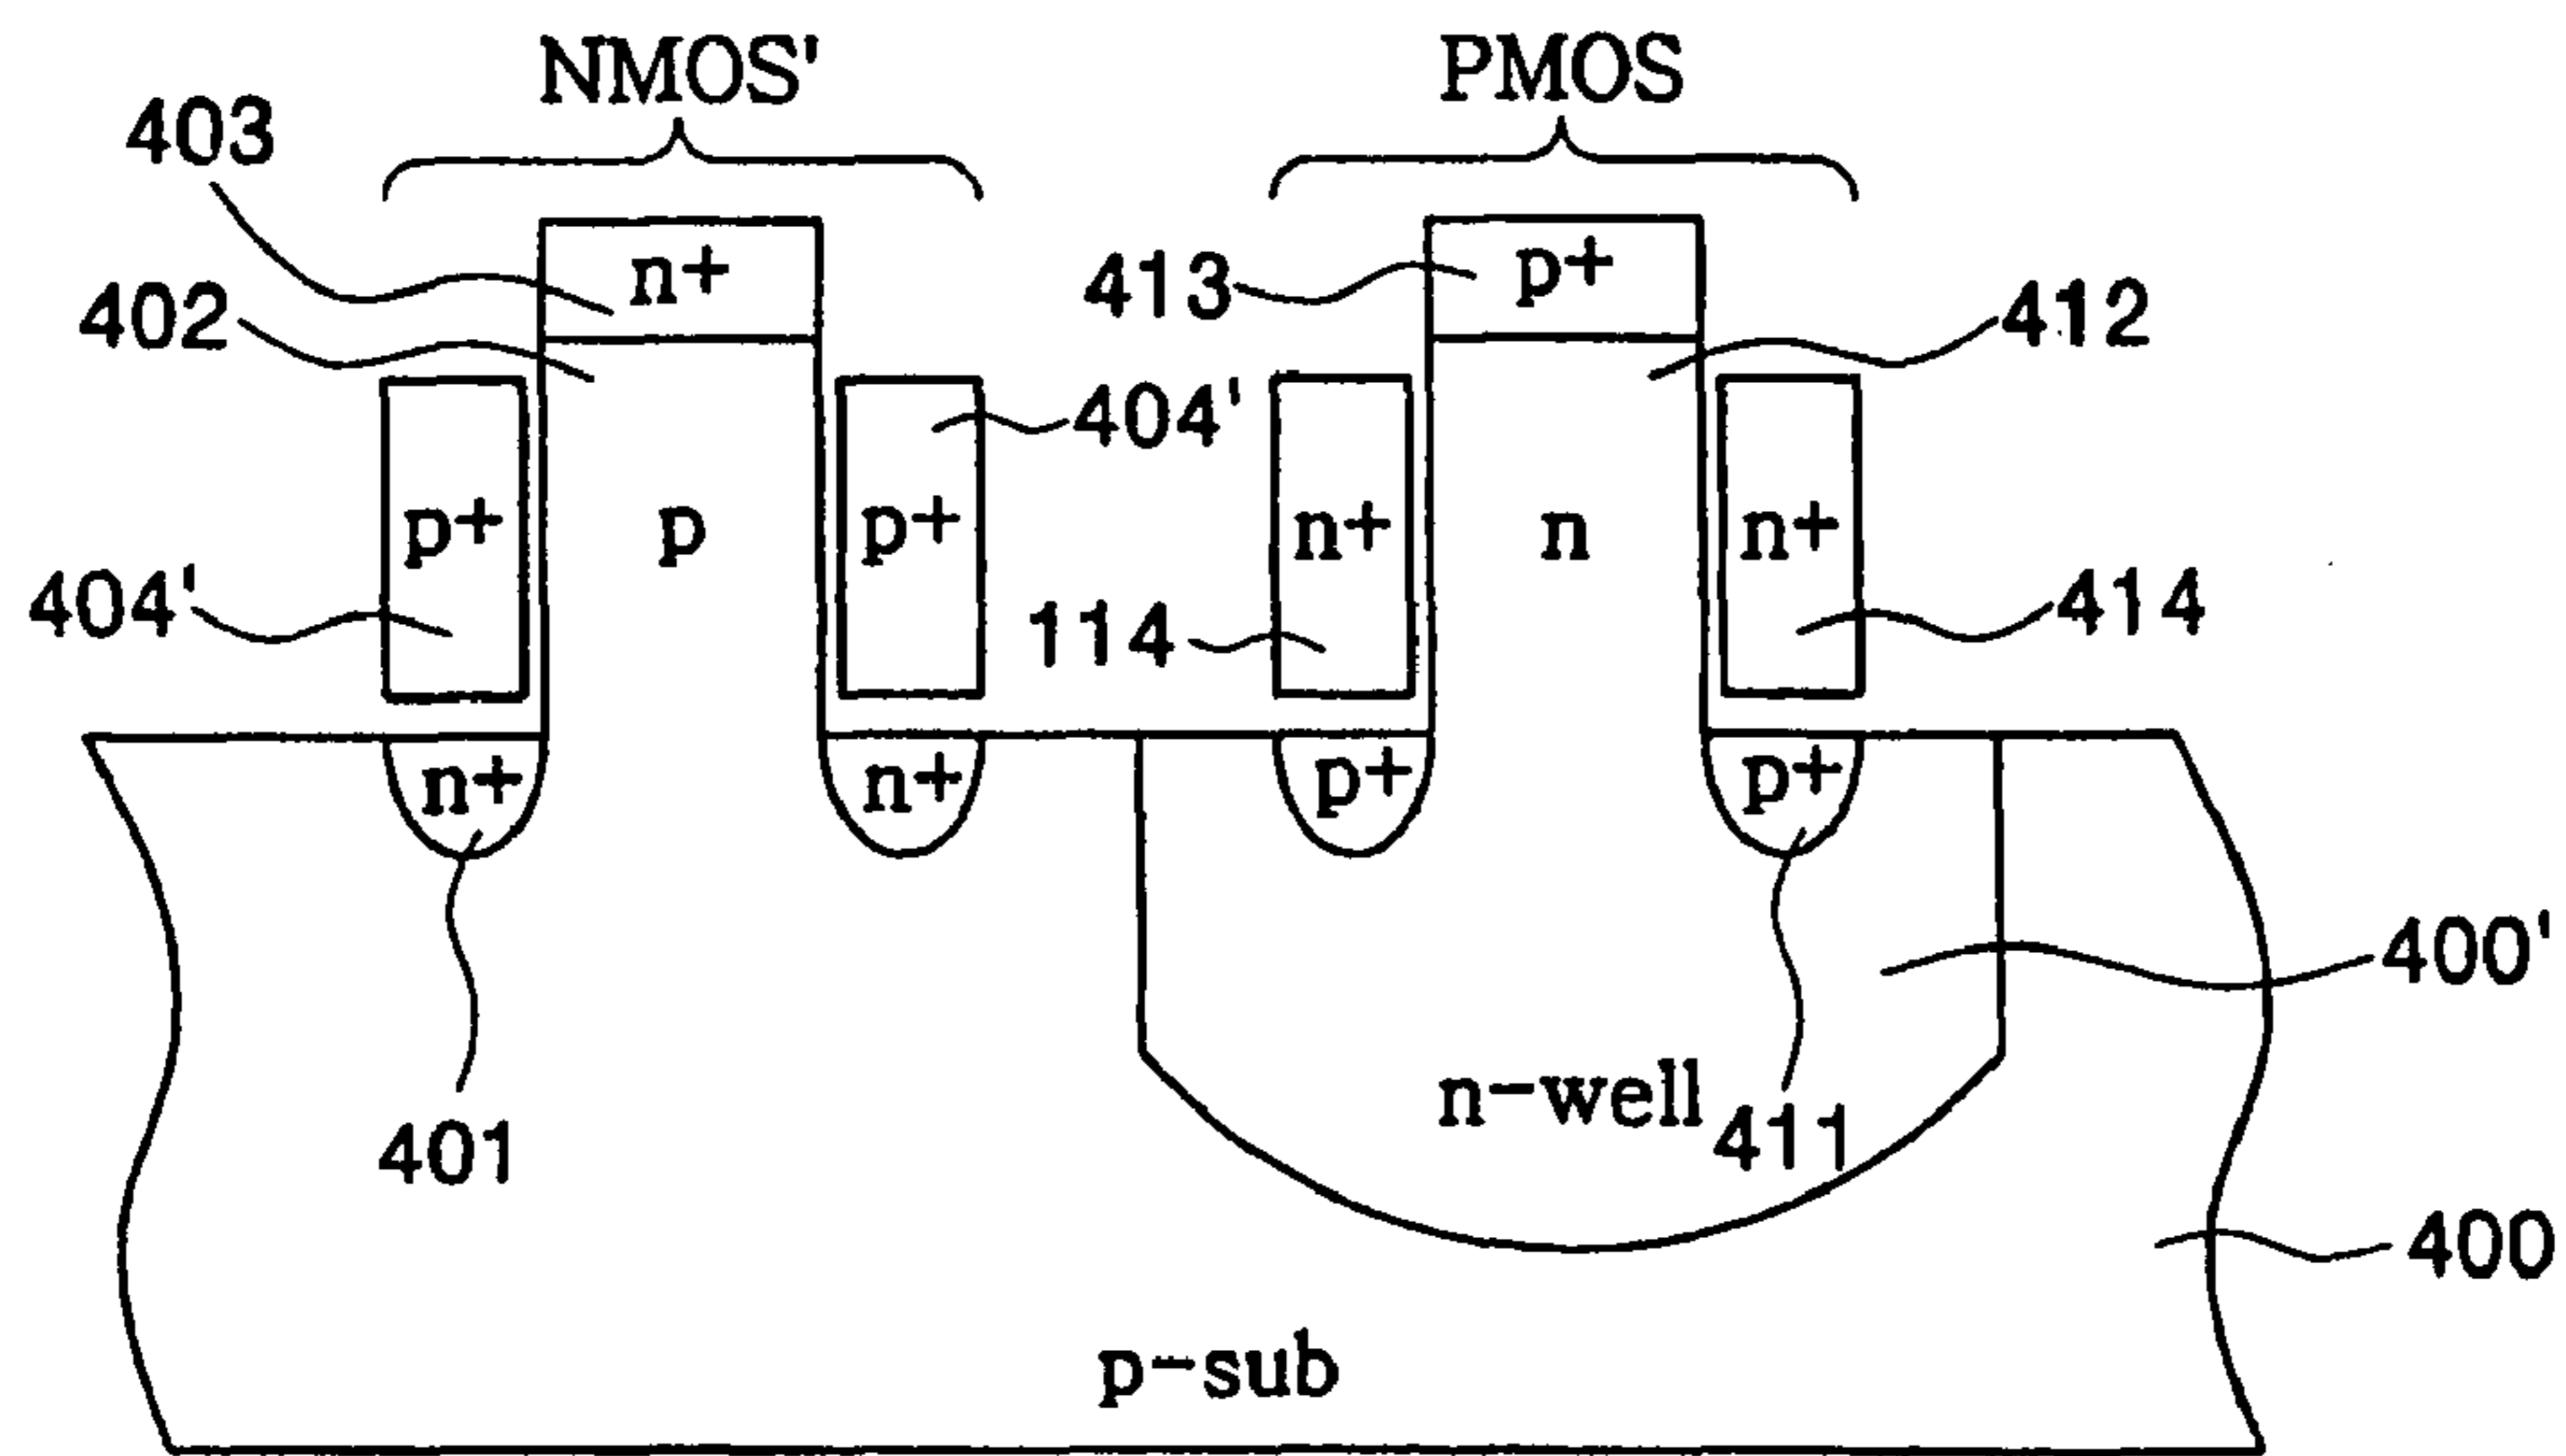 NMOS' PMOS
403
n+ p+
413
402 412
404'
p+ p p+ n+ n n+
404' 114 414
n+ n+ p+ p+
400'
n-well 411
401
400
p-sub